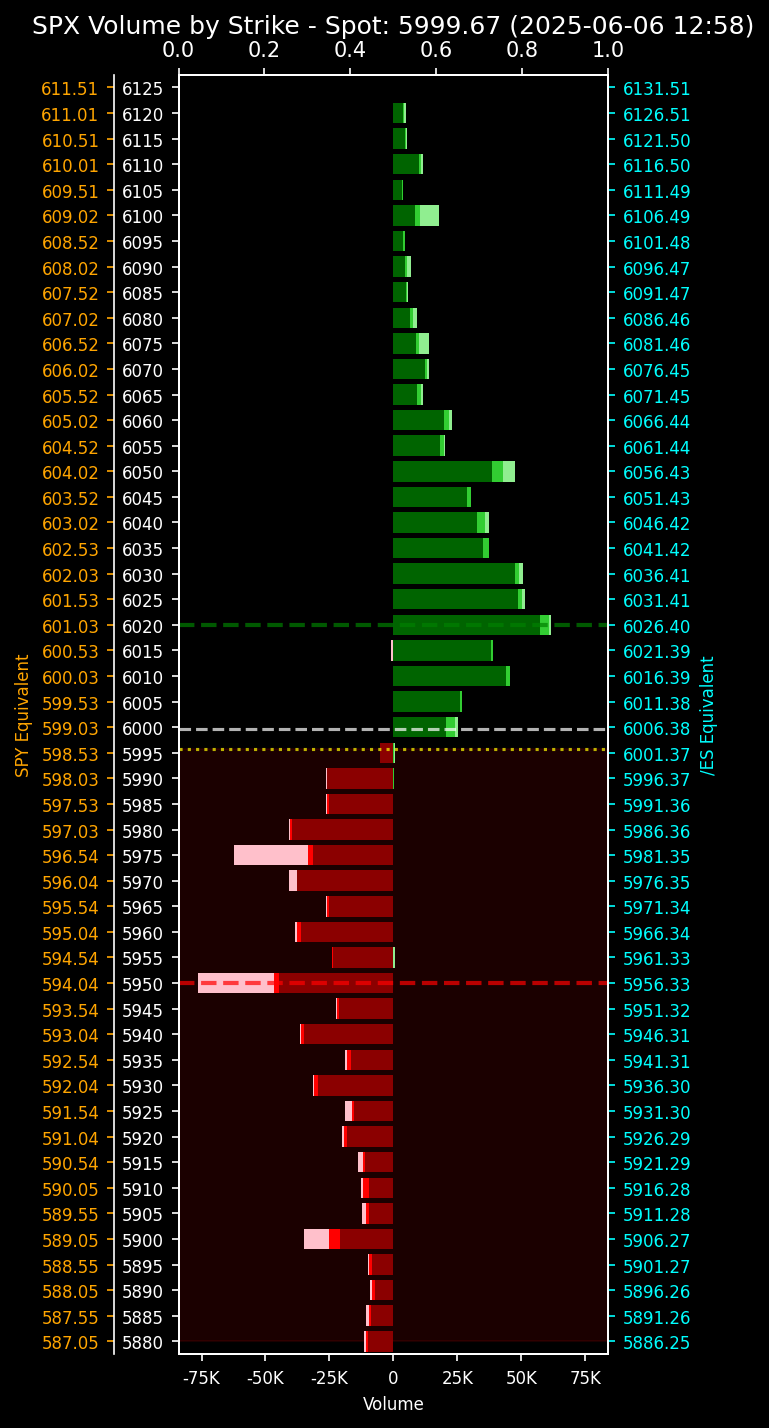 SPX Volume by Strike - Spot: 5999.67 (2025-06-06 12:58)
0.0 0.2 0.4 0.6 0.8 1.0
611.51 6125 6131.51
611.01 6120 6126.51
610.51 6115 6121.50
610.01 6110 6116.50
609.51 6105 6111.49
609.02 6100 6106.49
608.52 6095 6101.48
608.02 6090 6096.47
607.52 6085 6091.47
607.02 6080 6086.46
606.52 6075 6081.46
606.02 6070 6076.45
605.52 6065 6071.45
605.02 6060 6066.44
604.52 6055 6061.44
604.02 6050 6056.43
603.52 6045 6051.43
603.02 6040 6046.42
602.53 6035 6041.42
602.03 6030 6036.41
601.53 6025 6031.41
601.03 6020 6026.40
600.53 6015 6021.39
600.03 6010 6016.39
599.53 6005 6011.38
599.03 6000 6006.38
598.53 5995 6001.37
598.03 5990 5996.37
597.53 5985 5991.36
597.03 5980 5986.36
596.54 5975 5981.35
596.04 5970 5976.35
595.54 5965 5971.34
595.04 5960 5966.34
594.54 5955 5961.33
594.04 5950 5956.33
593.54 5945 5951.32
593.04 5940 5946.31
592.54 5935 5941.31
592.04 5930 5936.30
591.54 5925 5931.30
591.04 5920 5926.29
590.54 5915 5921.29
590.05 5910 5916.28
589.55 5905 5911.28
589.05 5900 5906.27
588.55 5895 5901.27
588.05 5890 5896.26
587.55 5885 5891.26
587.05 5880 5886.25
SPY Equivalent
/ES Equivalent
-75K -50K -25K 0 25K 50K 75K
Volume